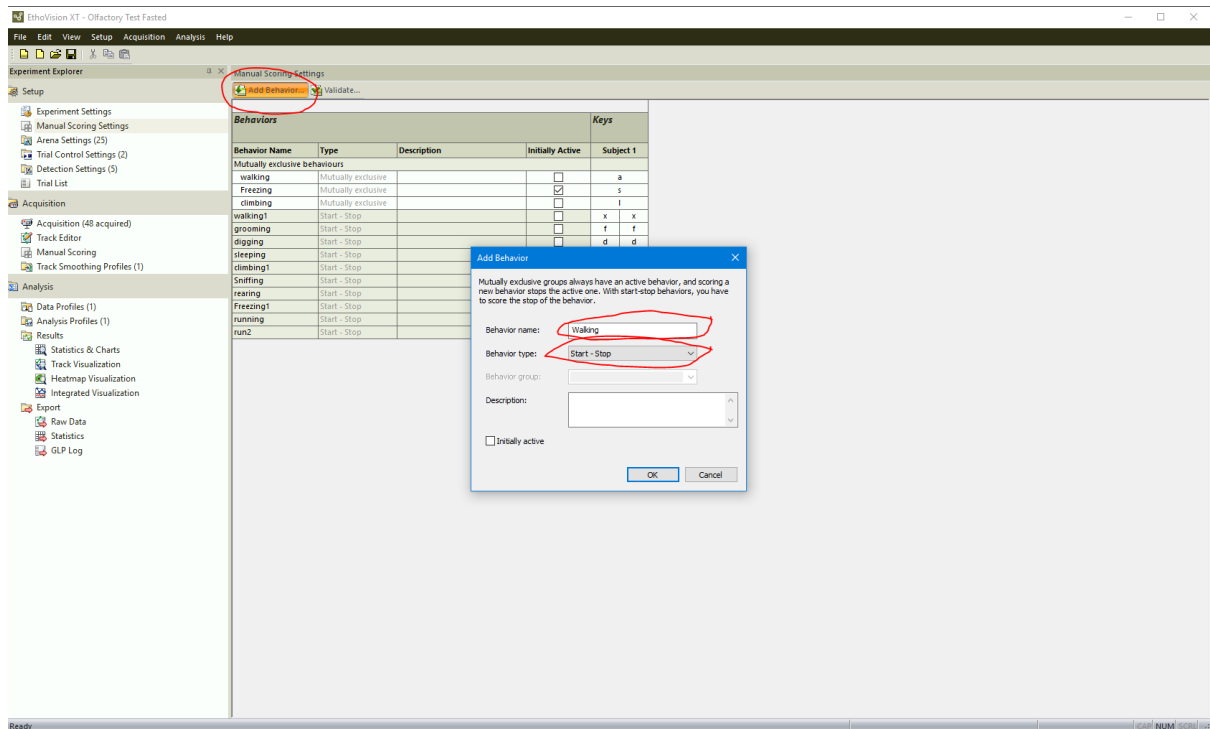 EthoVision XT - Olfactory Test Fasted
File Edit View Setup Acquisition Analysis Help
Experiment Explorer
Manual Scoring Settings
Setup
Add Behavior... Validate...
Experiment Settings
Manual Scoring Settings
Arena Settings (25)
Trial Control Settings (2)
Detection Settings (5)
Trial List
Acquisition
Acquisition (48 acquired)
Track Editor
Manual Scoring
Track Smoothing Profiles (1)
Analysis
Data Profiles (1)
Analysis Profiles (1)
Results
Statistics & Charts
Track Visualization
Heatmap Visualization
Integrated Visualization
Export
Raw Data
Statistics
GLP Log
Behaviors Keys
Behavior Name Type Description Initially Active Subject 1
Mutually exclusive behaviours
walking Mutually exclusive a
Freezing Mutually exclusive s
climbing Mutually exclusive l
walking1 Start - Stop x x
grooming Start - Stop f f
digging Start - Stop d d
sleeping Start - Stop
climbing1 Start - Stop
Sniffing Start - Stop
rearing Start - Stop
Freezing1 Start - Stop
running Start - Stop
run2 Start - Stop
Add Behavior
Mutually exclusive groups always have an active behavior, and scoring a
new behavior stops the active one. With start-stop behaviors, you have
to score the stop of the behavior.
Behavior name: Walking
Behavior type: Start - Stop
Behavior group:
Description:
Initially active
OK Cancel
Ready CAP NUM SCRL